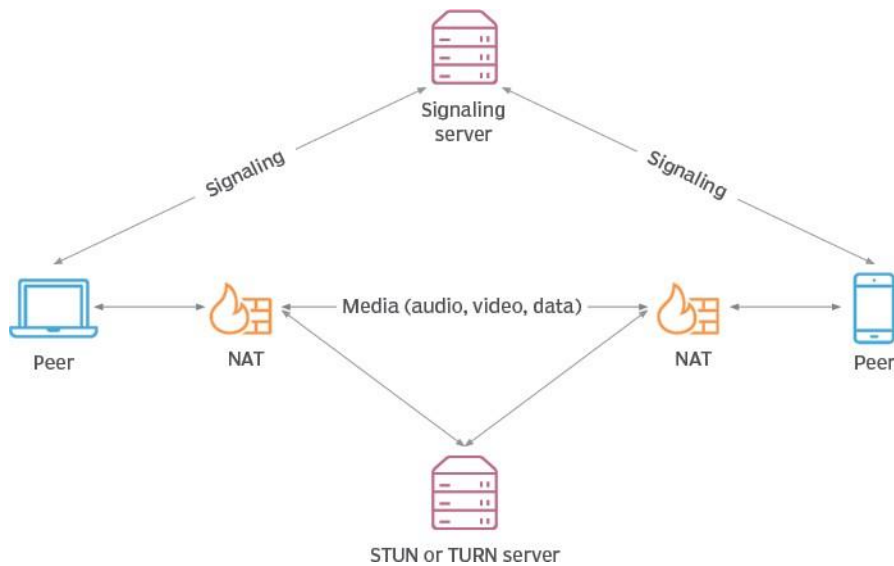 Signaling
server
Signaling
Signaling
Media (audio, video, data)
Peer
NAT
NAT
Peer
STUN or TURN server